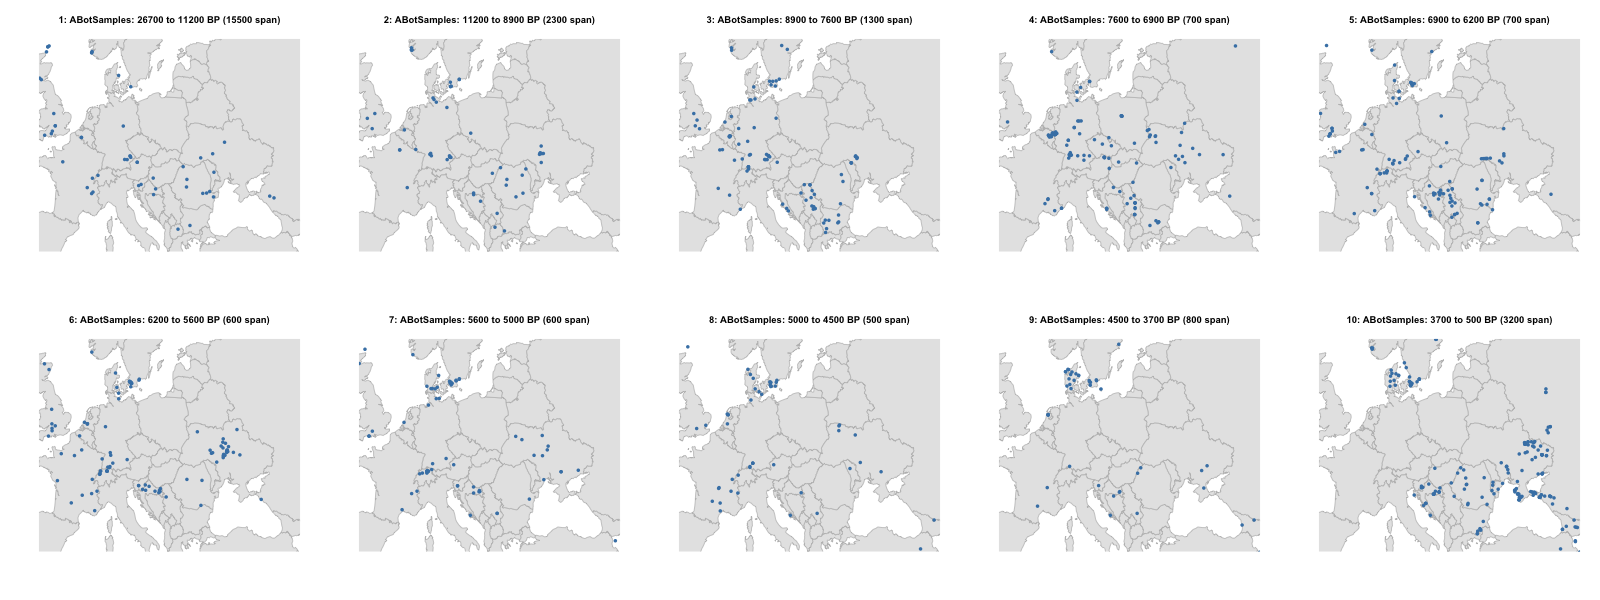 1: ABotSamples: 26700 to 11200 BP (15500 span)
2: ABotSamples: 11200 to 8900 BP (2300 span)
3: ABotSamples: 8900 to 7600 BP (1300 span)
4: ABotSamples: 7600 to 6900 BP (700 span)
5: ABotSamples: 6900 to 6200 BP (700 span)
6: ABotSamples: 6200 to 5600 BP (600 span)
7: ABotSamples: 5600 to 5000 BP (600 span)
8: ABotSamples: 5000 to 4500 BP (500 span)
9: ABotSamples: 4500 to 3700 BP (800 span)
10: ABotSamples: 3700 to 500 BP (3200 span)